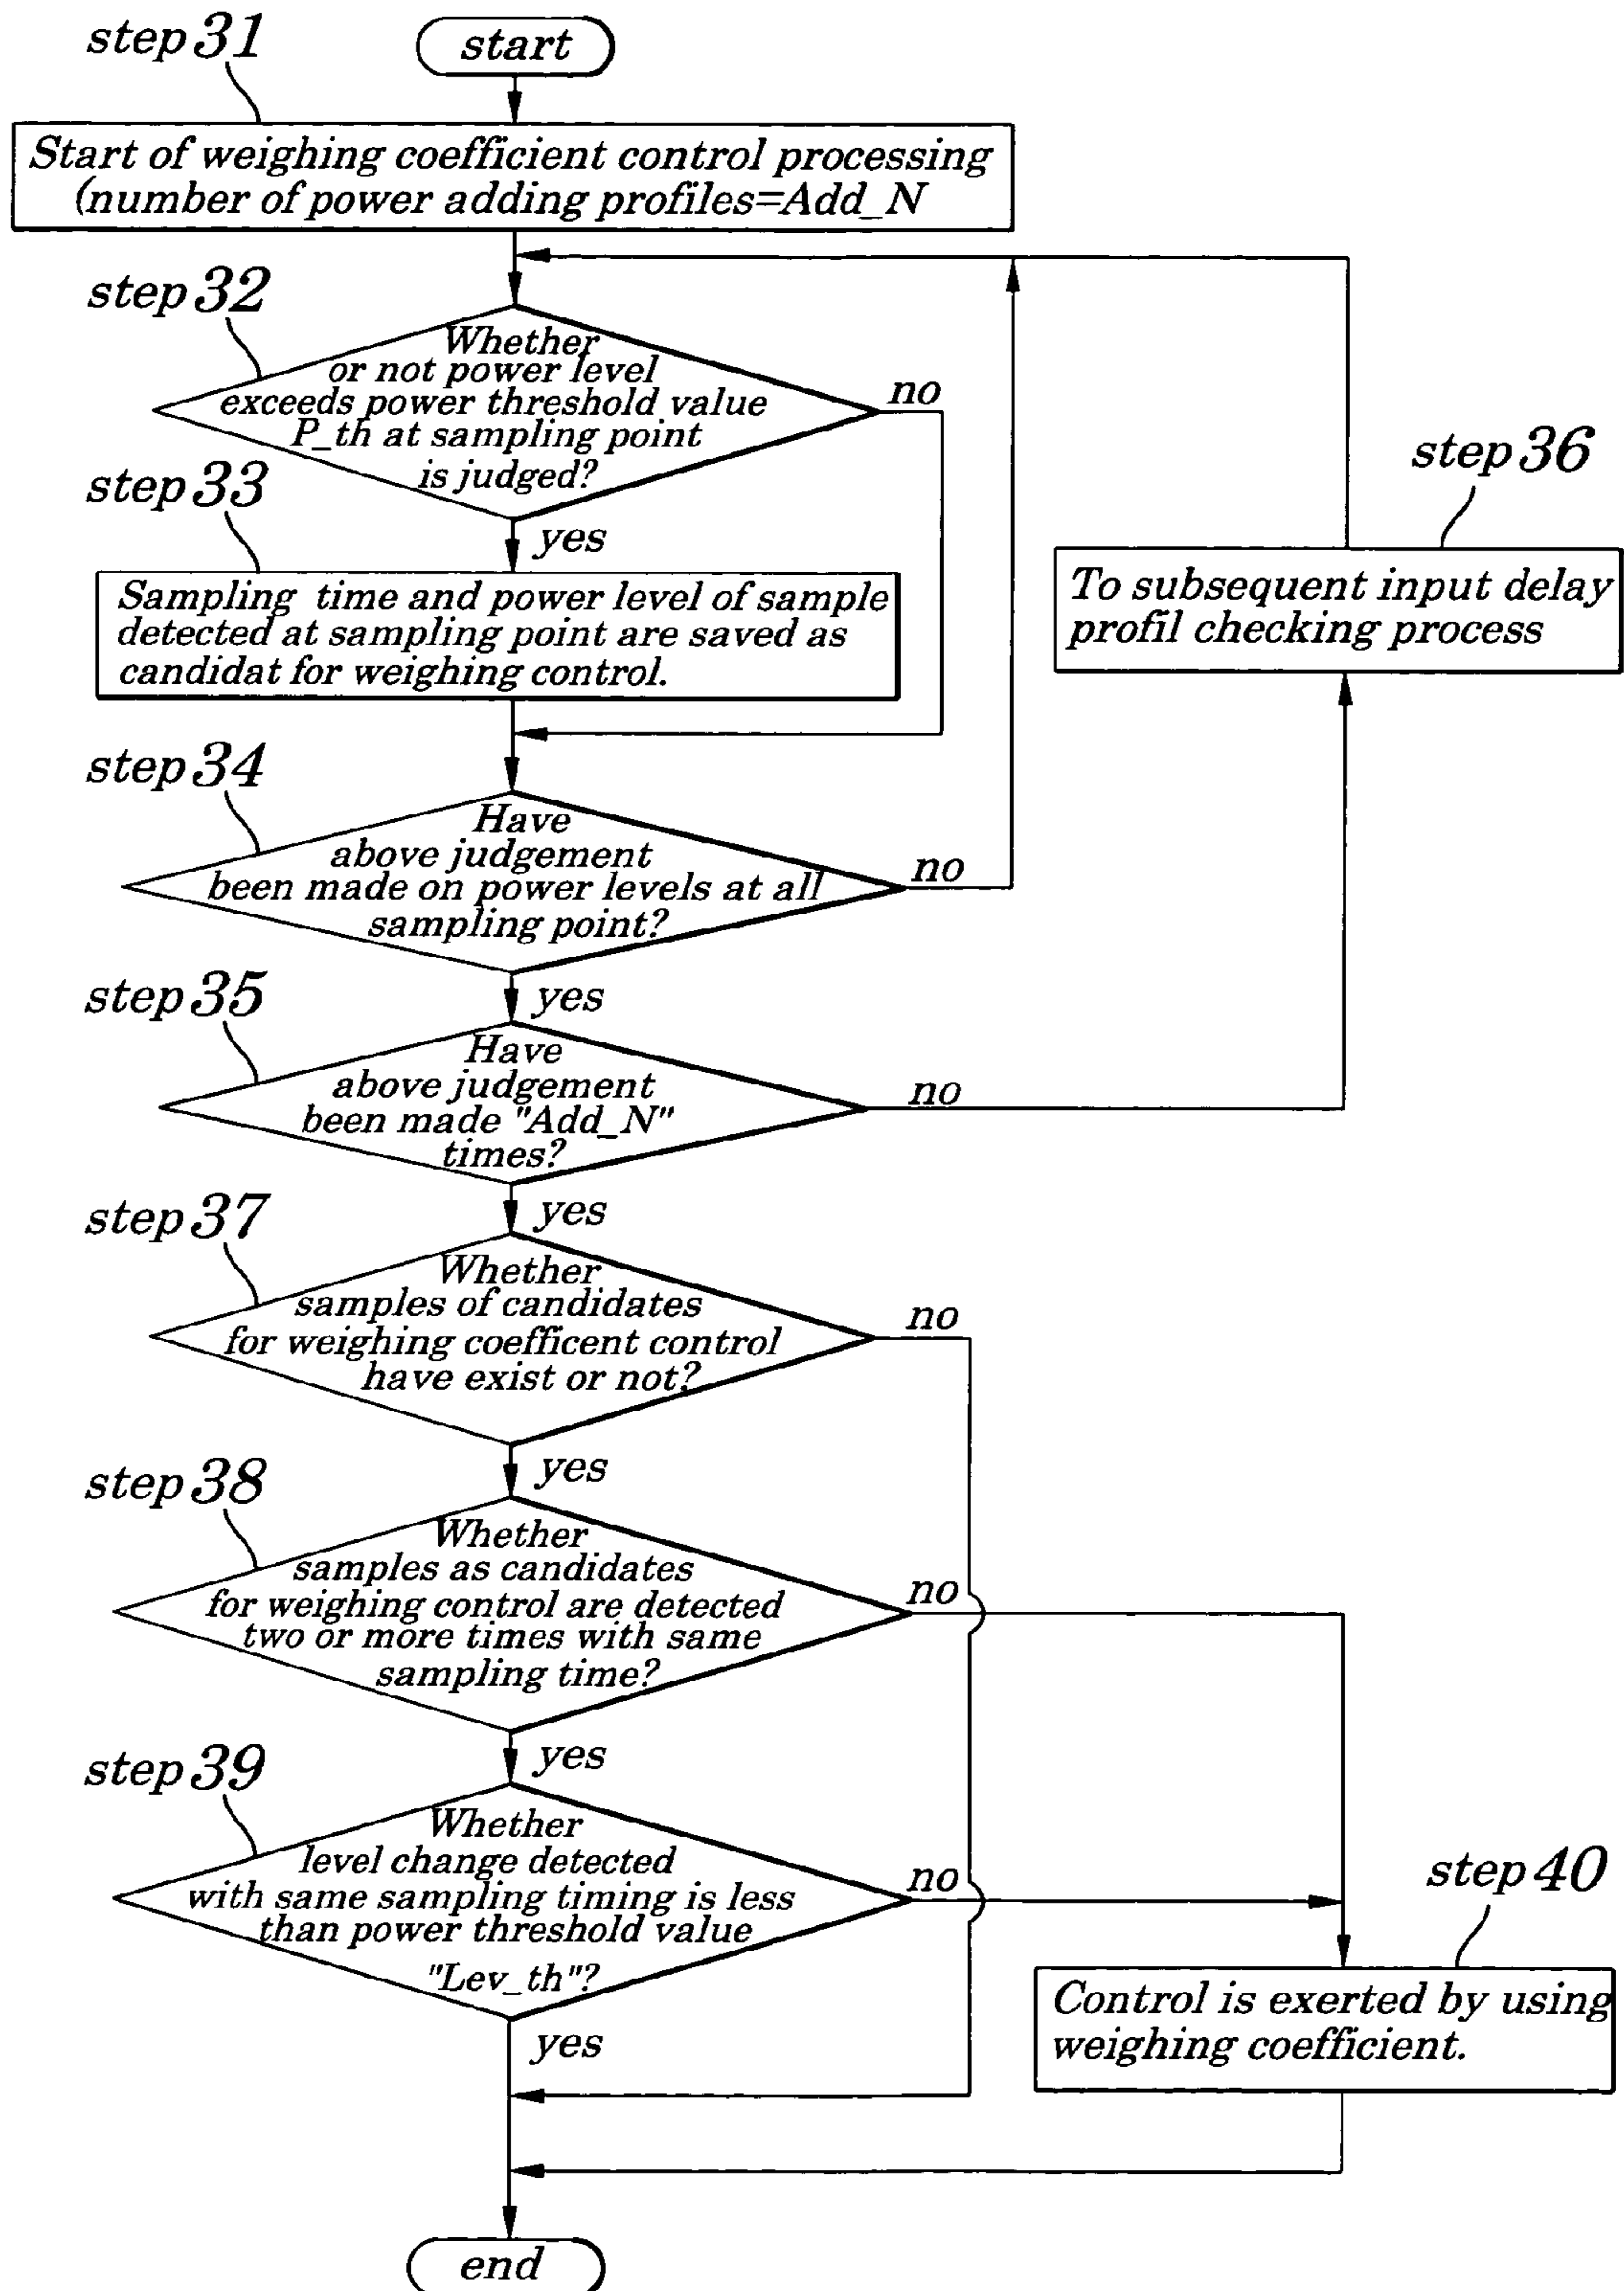 step 31
start
Start of weighing coefficient control processing
(number of power adding profiles=Add_N
step 32
Whether
or not power level
exceeds power threshold value
P_th at sampling point
is judged?
no
yes
step 33
Sampling time and power level of sample
detected at sampling point are saved as
candidat for weighing control.
step 36
To subsequent input delay
profil checking process
step 34
Have
above judgement
been made on power levels at all
sampling point?
no
yes
step 35
Have
above judgement
been made "Add_N"
times?
no
yes
step 37
Whether
samples of candidates
for weighing coefficent control
have exist or not?
no
yes
step 38
Whether
samples as candidates
for weighing control are detected
two or more times with same
sampling time?
no
yes
step 39
Whether
level change detected
with same sampling timing is less
than power threshold value
"Lev_th"?
no
yes
step 40
Control is exerted by using
weighing coefficient.
end